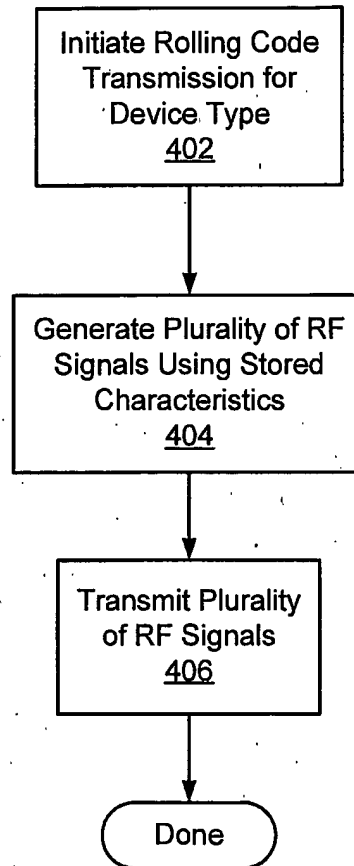 Initiate Rolling Code
Transmission for
Device Type
402
Generate Plurality of RF
Signals Using Stored
Characteristics
404
Transmit Plurality
of RF Signals
406
Done